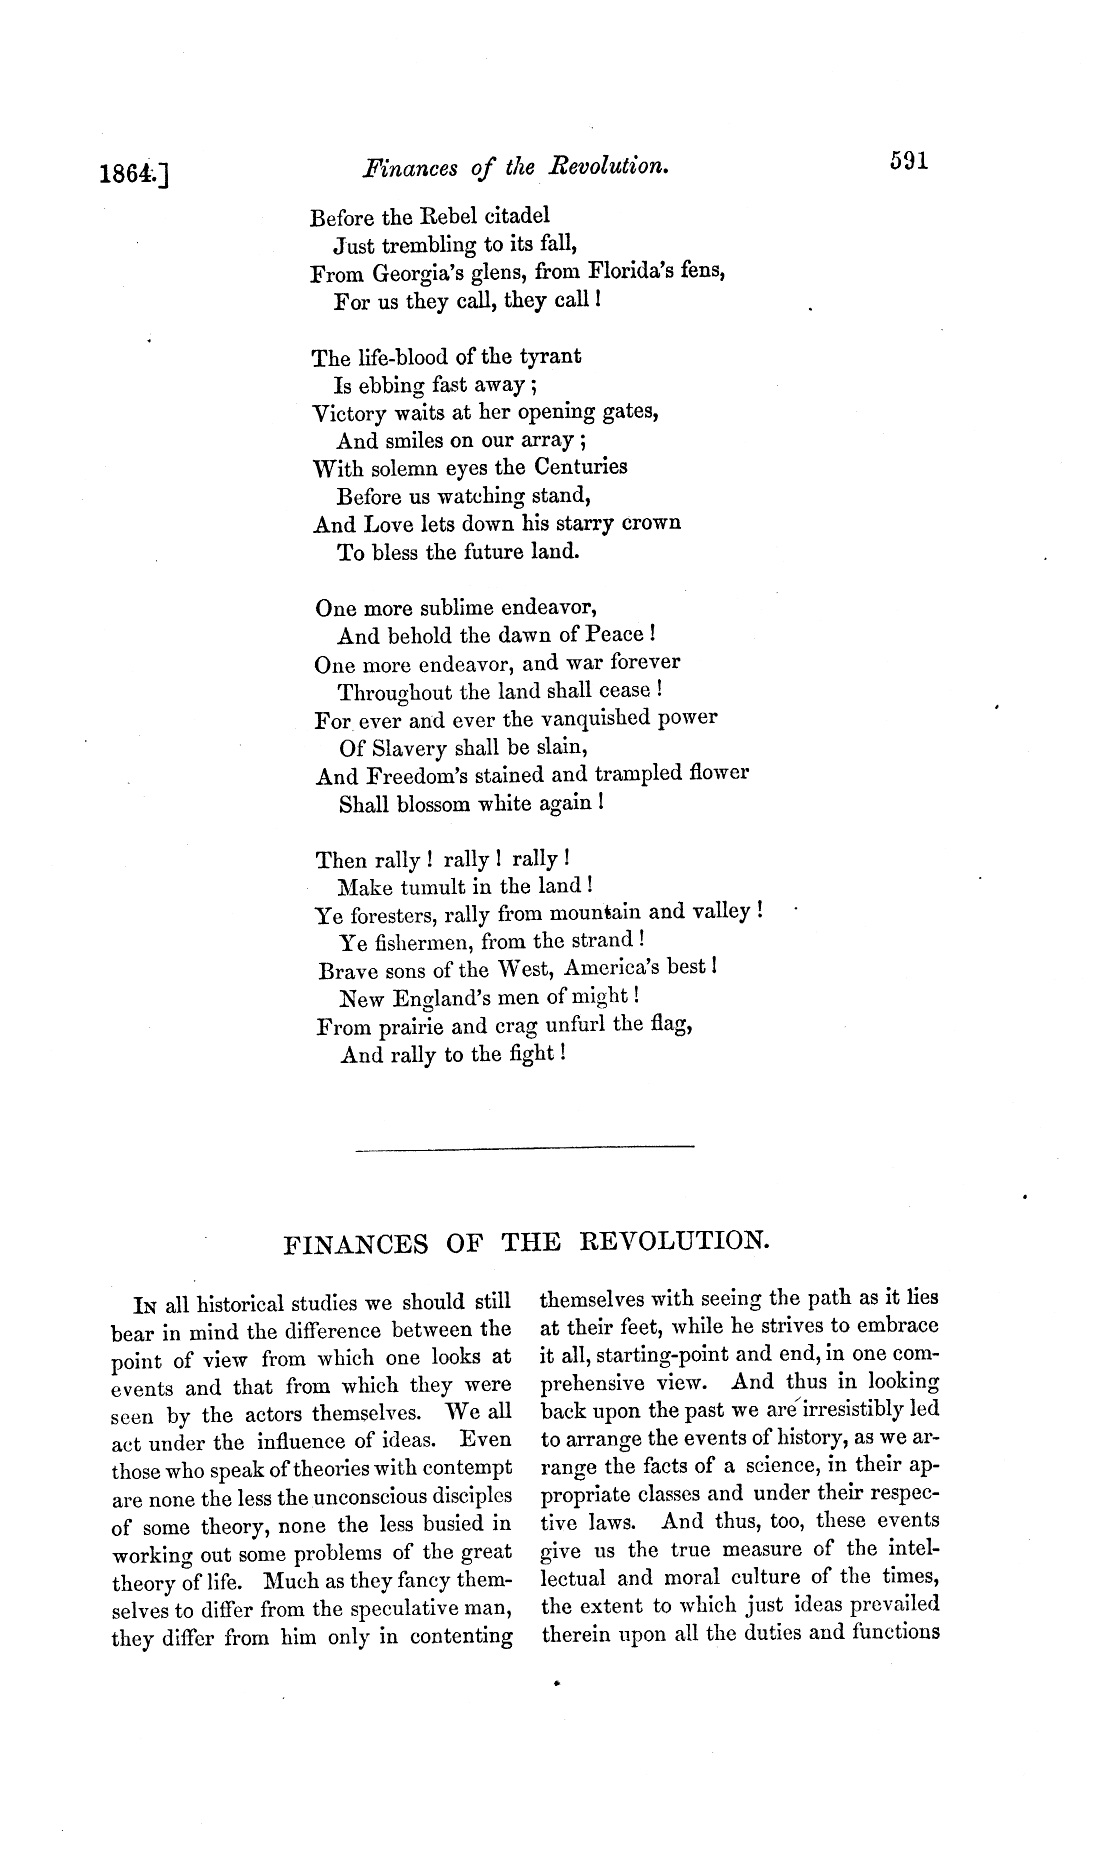 1864.] Finances of the Revolution. 591
Before the Rebel citadel
Just trembling to its fall,
From Georgia's glens, from Florida's fens,
For us they call, they call!
The life-blood of the tyrant
Is ebbing fast away;
Victory waits at her opening gates,
And smiles on our array;
With solemn eyes the Centuries
Before us watching stand,
And Love lets down his starry crown
To bless the future land.
One more sublime endeavor,
And behold the dawn of Peace!
One more endeavor, and war forever
Throughout the land shall cease!
For ever and ever the vanquished power
Of Slavery shall be slain,
And Freedom's stained and trampled flower
Shall blossom white again!
Then rally! rally! rally!
Make tumult in the land!
Ye foresters, rally from mountain and valley!
Ye fishermen, from the strand!
Brave sons of the West, America's best!
New England's men of might!
From prairie and crag unfurl the flag,
And rally to the fight!
FINANCES OF THE REVOLUTION.
In all historical studies we should still
bear in mind the difference between the
point of view from which one looks at
events and that from which they were
seen by the actors themselves. We all
act under the influence of ideas. Even
those who speak of theories with contempt
are none the less the unconscious disciples
of some theory, none the less busied in
working out some problems of the great
theory of life. Much as they fancy them-
selves to differ from the speculative man,
they differ from him only in contenting
themselves with seeing the path as it lies
at their feet, while he strives to embrace
it all, starting-point and end, in one com-
prehensive view. And thus in looking
back upon the past we are irresistibly led
to arrange the events of history, as we ar-
range the facts of a science, in their ap-
propriate classes and under their respec-
tive laws. And thus, too, these events
give us the true measure of the intel-
lectual and moral culture of the times,
the extent to which just ideas prevailed
therein upon all the duties and functions